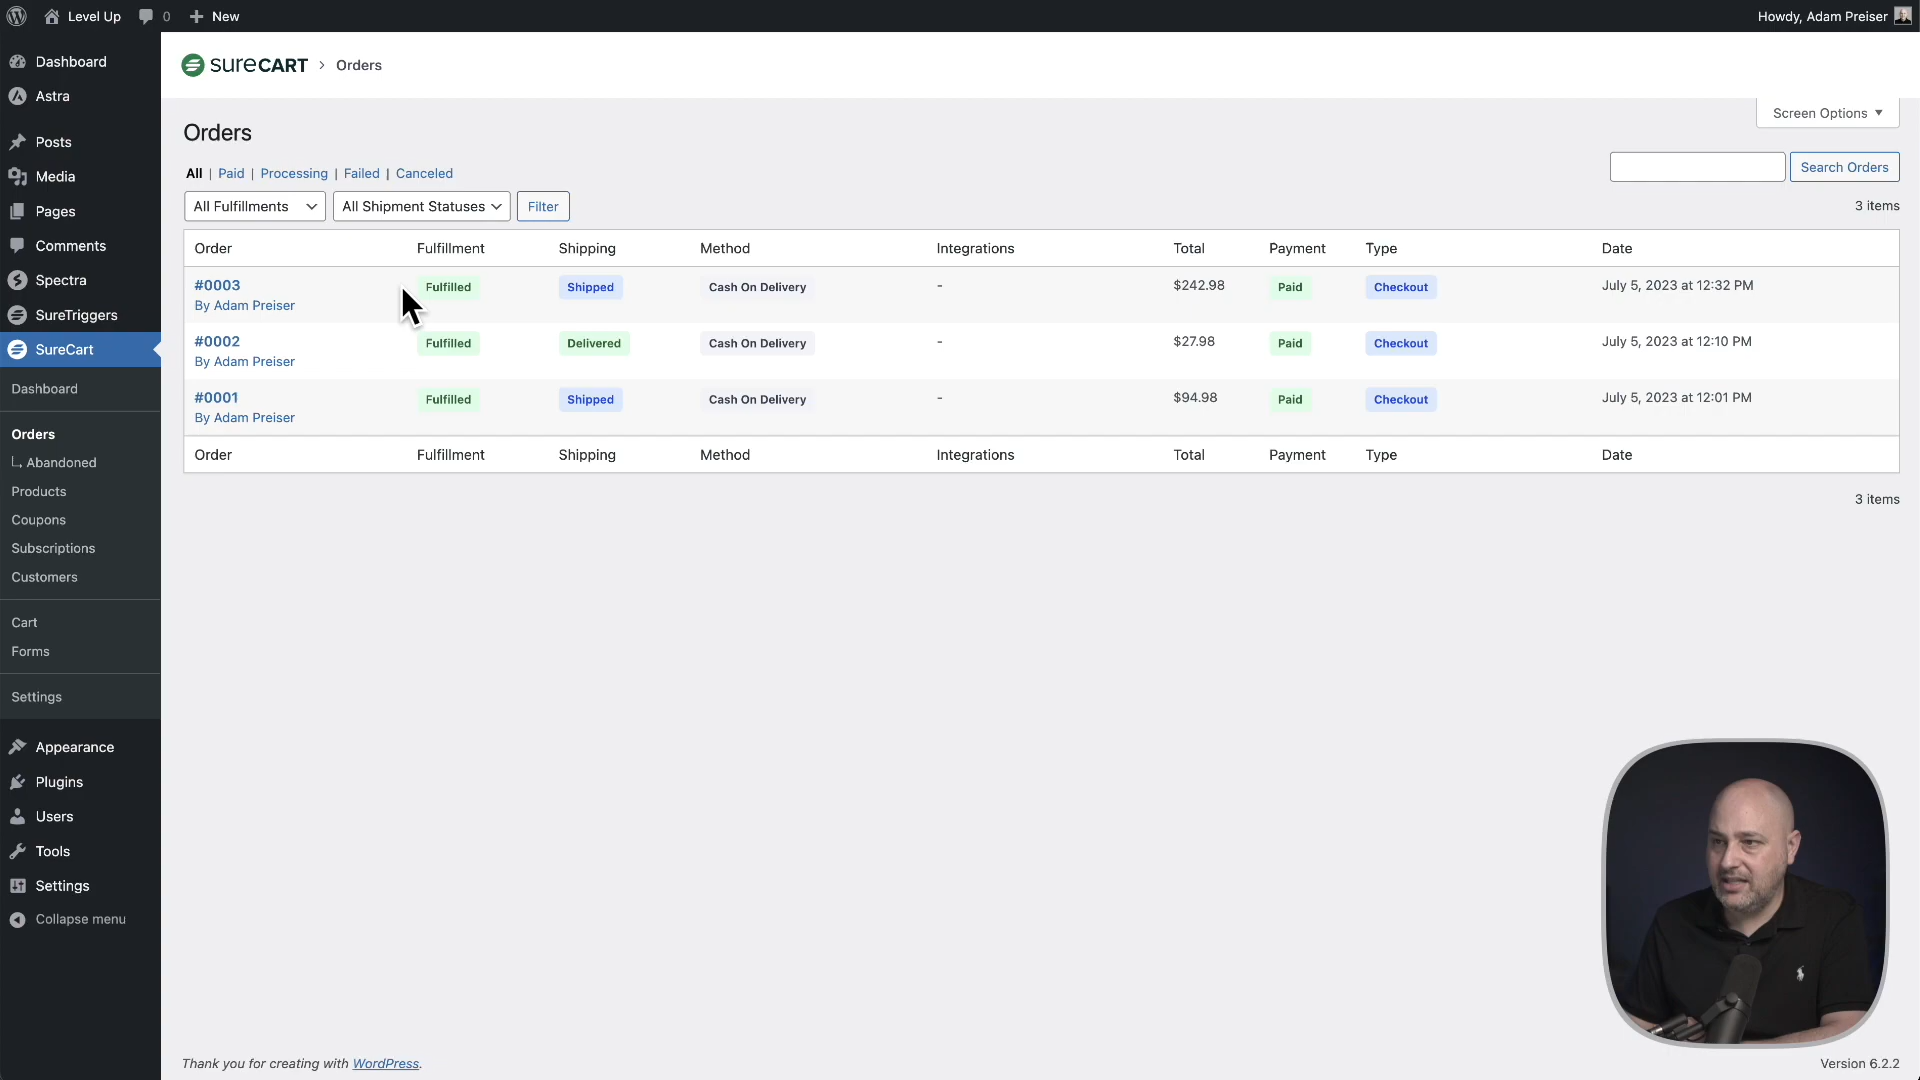 Level Up 0 New Howdy, Adam Preiser
Dashboard
Astra
Posts
Media
Pages
Comments
Spectra
SureTriggers
SureCart
Dashboard
Orders
Abandoned
Products
Coupons
Subscriptions
Customers
Cart
Forms
Settings
Appearance
Plugins
Users
Tools
Settings
Collapse menu
sureCART > Orders
Screen Options
Orders
All | Paid | Processing | Failed | Canceled
Search Orders
All Fulfillments All Shipment Statuses Filter
3 items
Order Fulfillment Shipping Method Integrations Total Payment Type Date
#0003 Fulfilled Shipped Cash On Delivery - $242.98 Paid Checkout July 5, 2023 at 12:32 PM
By Adam Preiser
#0002 Fulfilled Delivered Cash On Delivery - $27.98 Paid Checkout July 5, 2023 at 12:10 PM
By Adam Preiser
#0001 Fulfilled Shipped Cash On Delivery - $94.98 Paid Checkout July 5, 2023 at 12:01 PM
By Adam Preiser
Order Fulfillment Shipping Method Integrations Total Payment Type Date
3 items
Thank you for creating with WordPress.
Version 6.2.2